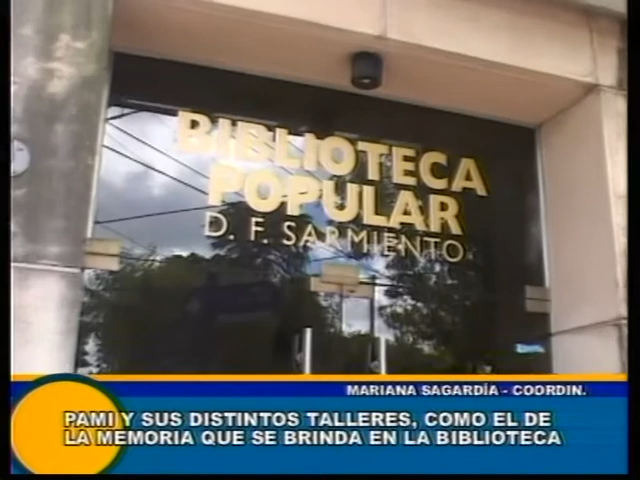 BIBLIOTECA
POPULAR
D. F. SARMIENTO
MARIANA SAGARDÍA - COORDIN.
PAMI Y SUS DISTINTOS TALLERES, COMO EL DE
LA MEMORIA QUE SE BRINDA EN LA BIBLIOTECA